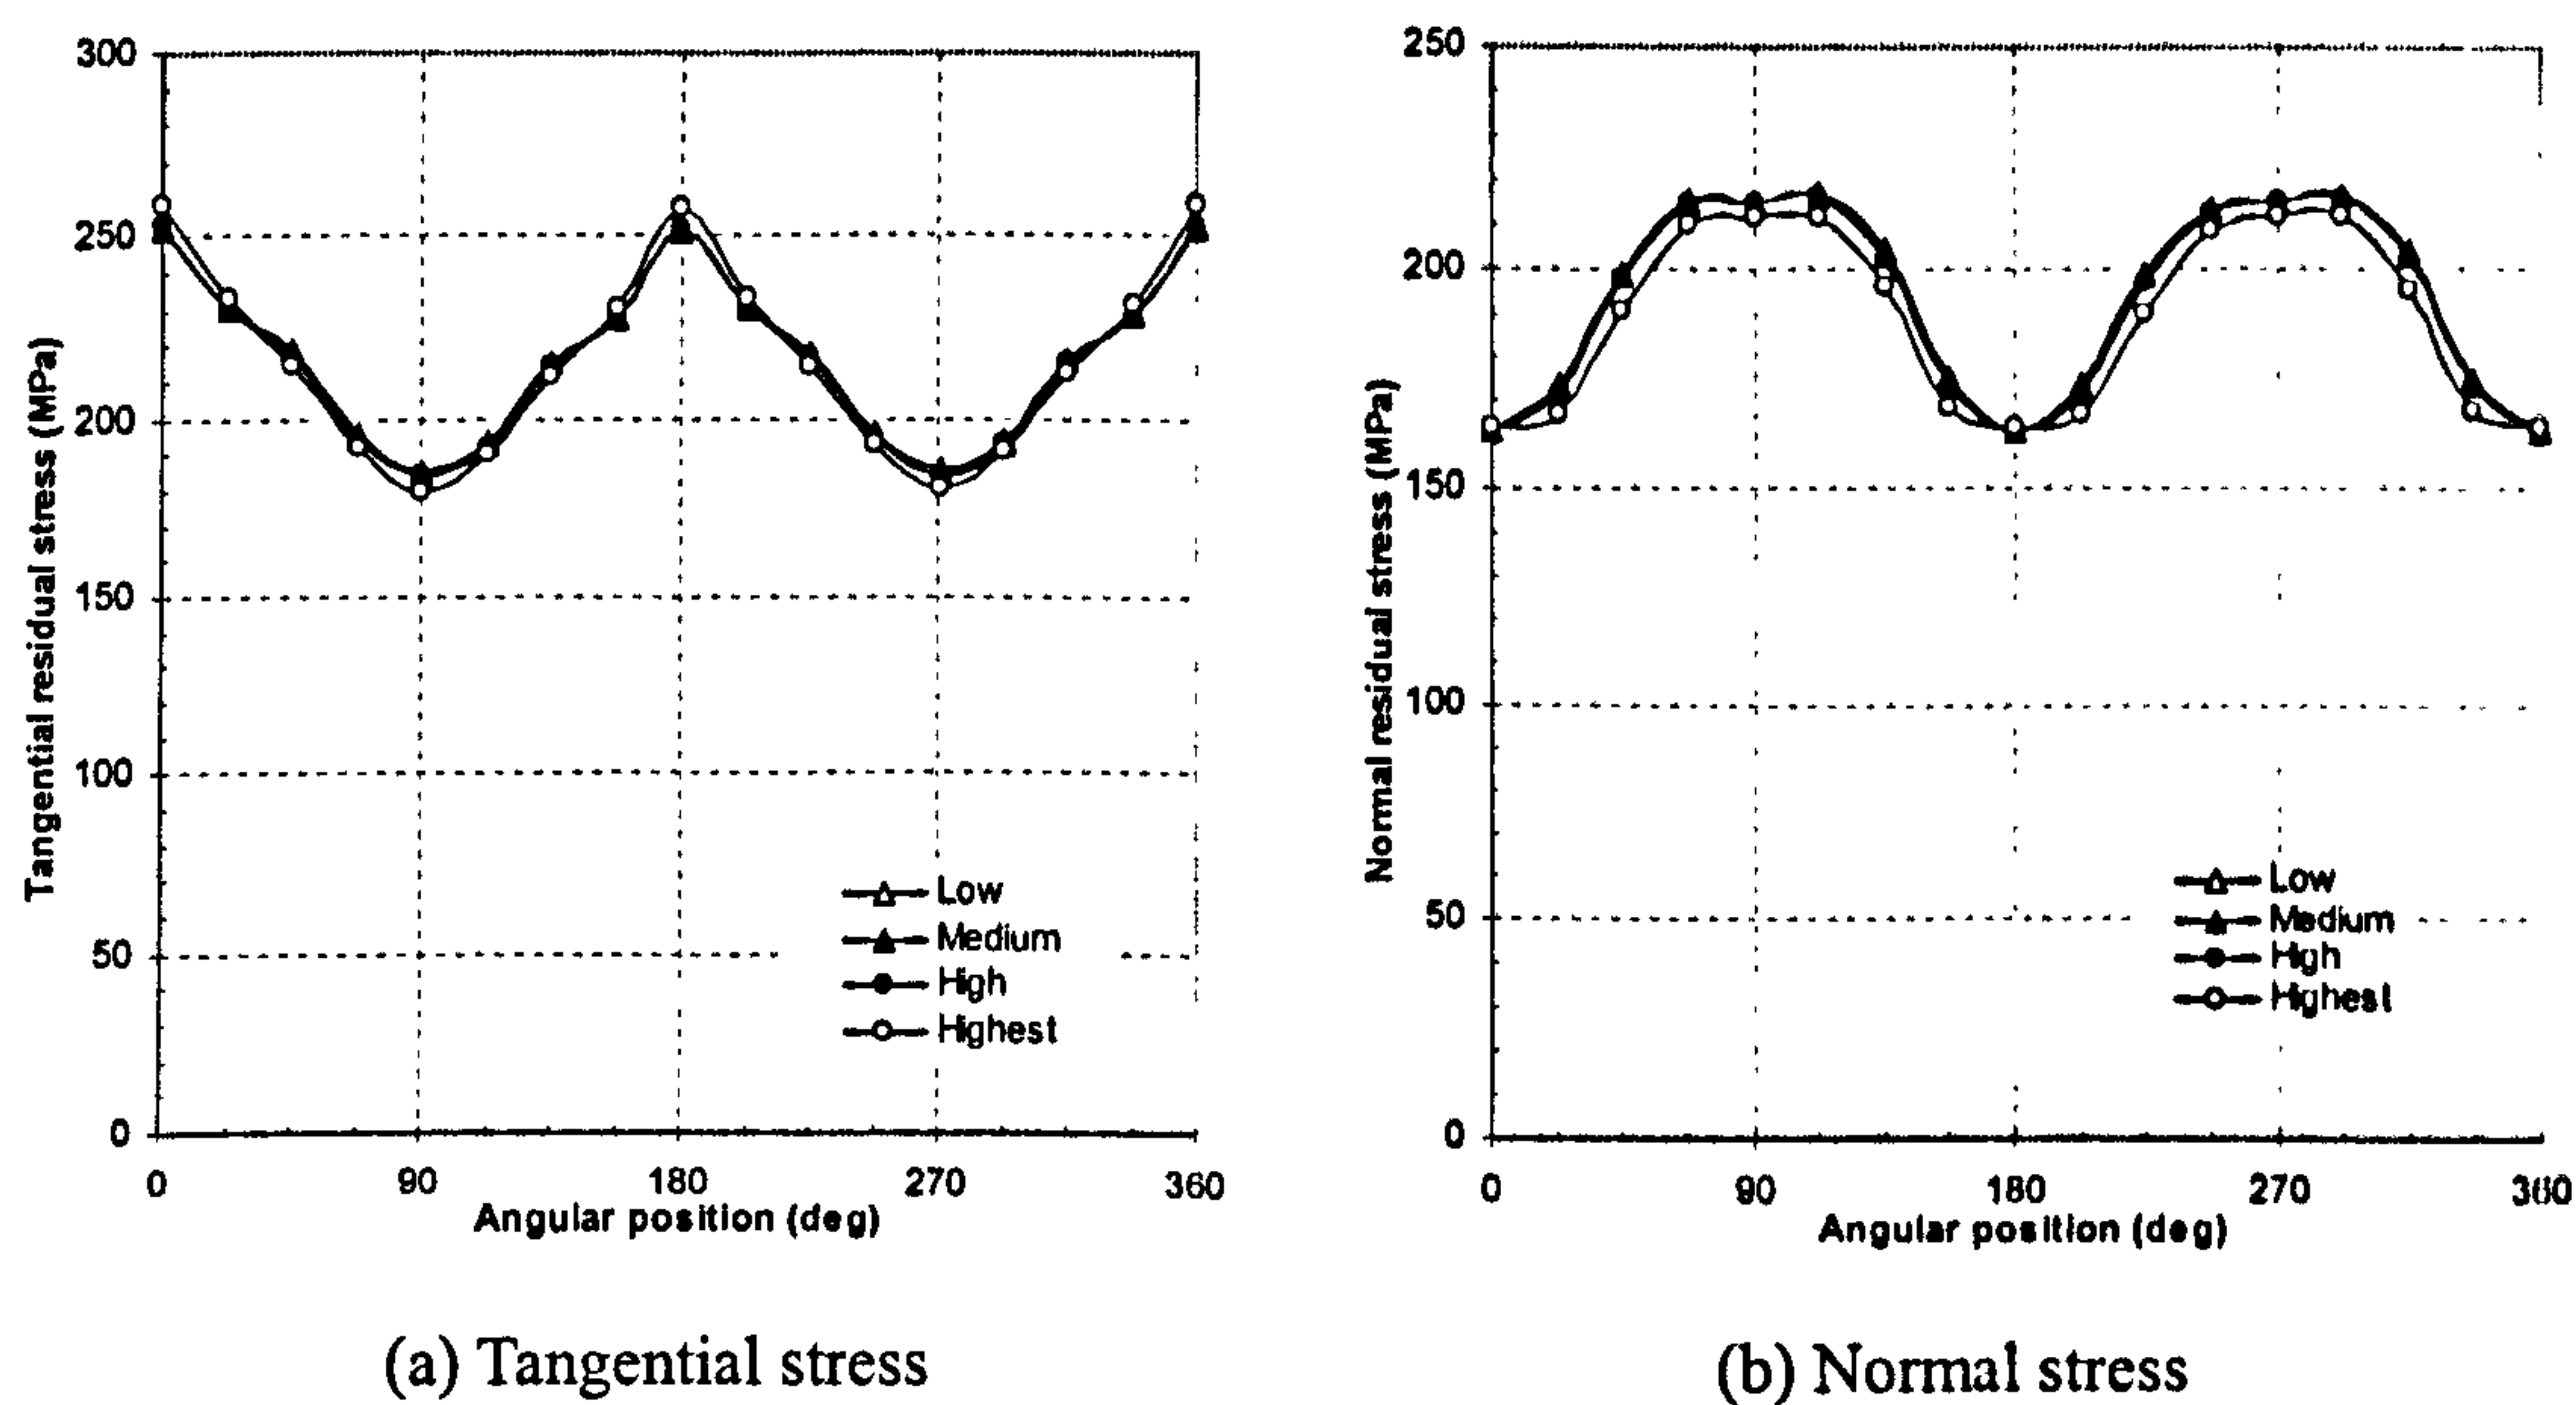 300
250
200
150
100
50
0
Tangential residual stress (MPa)
Low
Medium
High
Highest
0 90 180 270 360
Angular position (deg)
(a) Tangential stress
250
200
150
100
50
0
Normal residual stress (MPa)
Low
Medium
High
Highest
0 90 180 270 360
Angular position (deg)
(b) Normal stress